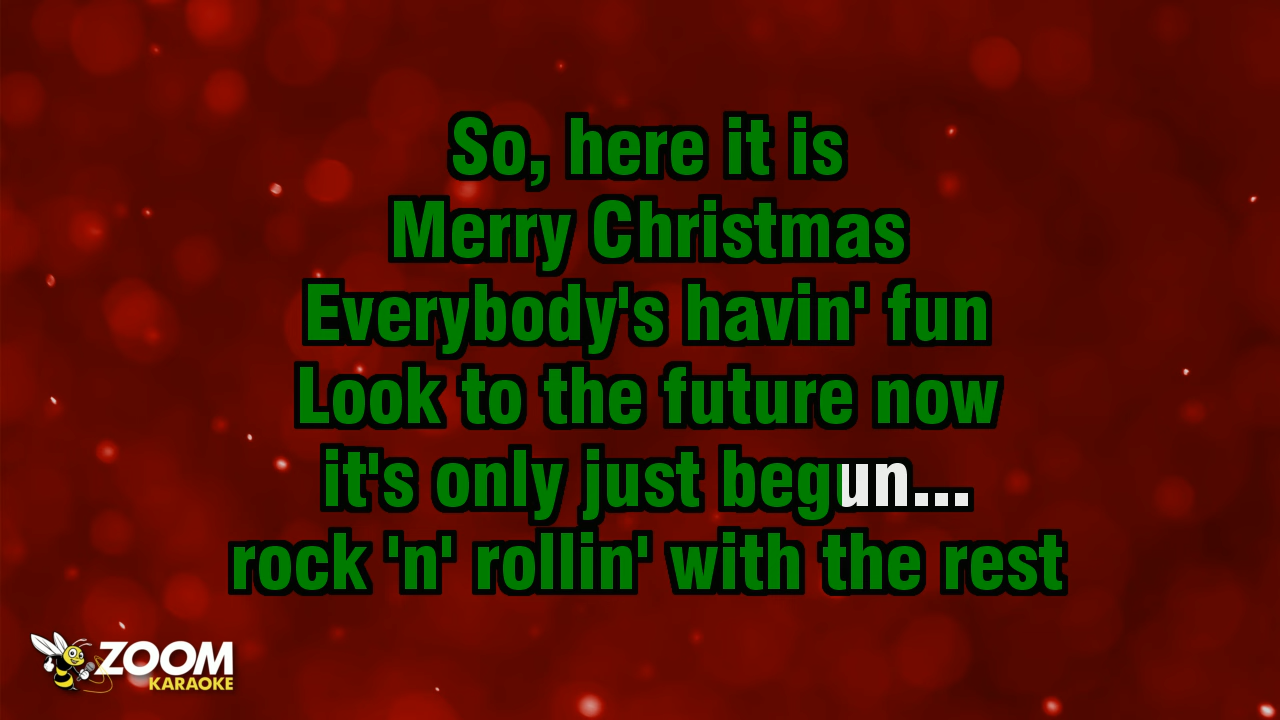 So, here it is
Merry Christmas
Everybody's havin' fun
Look to the future now
it's only just begun...
rock 'n' rollin' with the rest
ZOOM
KARAOKE